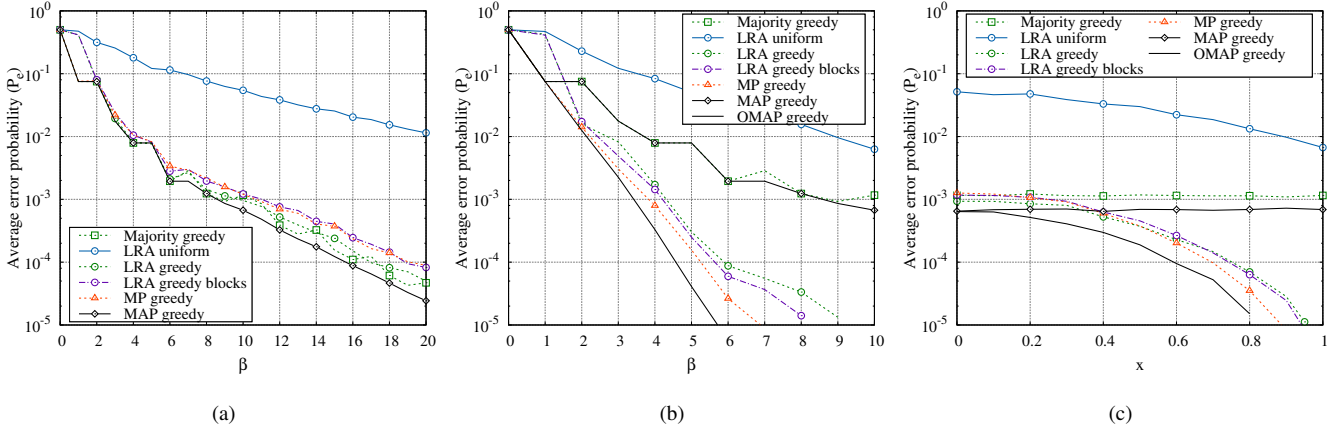 Average error probability (Pe)
10^0
10^-1
10^-2
10^-3
10^-4
10^-5
Majority greedy
LRA uniform
LRA greedy
LRA greedy blocks
MP greedy
MAP greedy
0 2 4 6 8 10 12 14 16 18 20
β
(a)
Average error probability (Pe)
10^0
10^-1
10^-2
10^-3
10^-4
10^-5
Majority greedy
LRA uniform
LRA greedy
LRA greedy blocks
MP greedy
MAP greedy
OMAP greedy
0 1 2 3 4 5 6 7 8 9 10
β
(b)
Average error probability (Pe)
10^0
10^-1
10^-2
10^-3
10^-4
10^-5
Majority greedy
LRA uniform
LRA greedy
LRA greedy blocks
MP greedy
MAP greedy
OMAP greedy
0 0.2 0.4 0.6 0.8 1
x
(c)